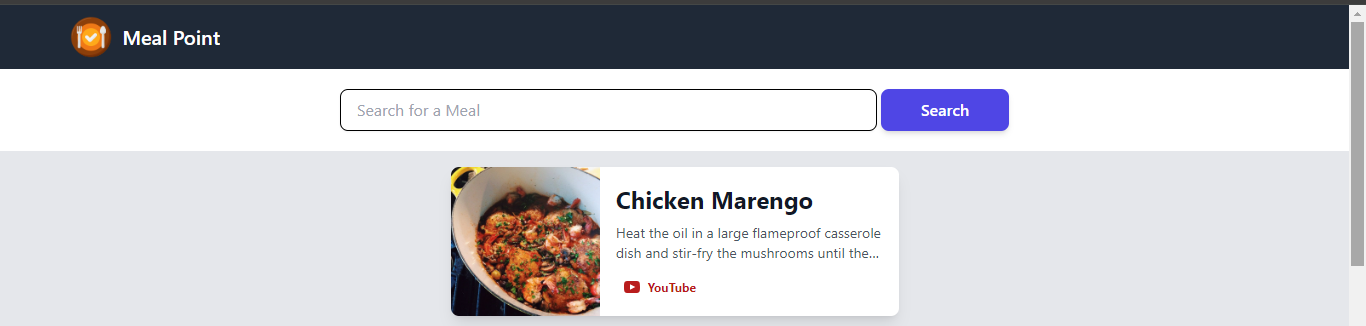 Meal Point
Search for a Meal
Search
Chicken Marengo
Heat the oil in a large flameproof casserole
dish and stir-fry the mushrooms until the...
YouTube